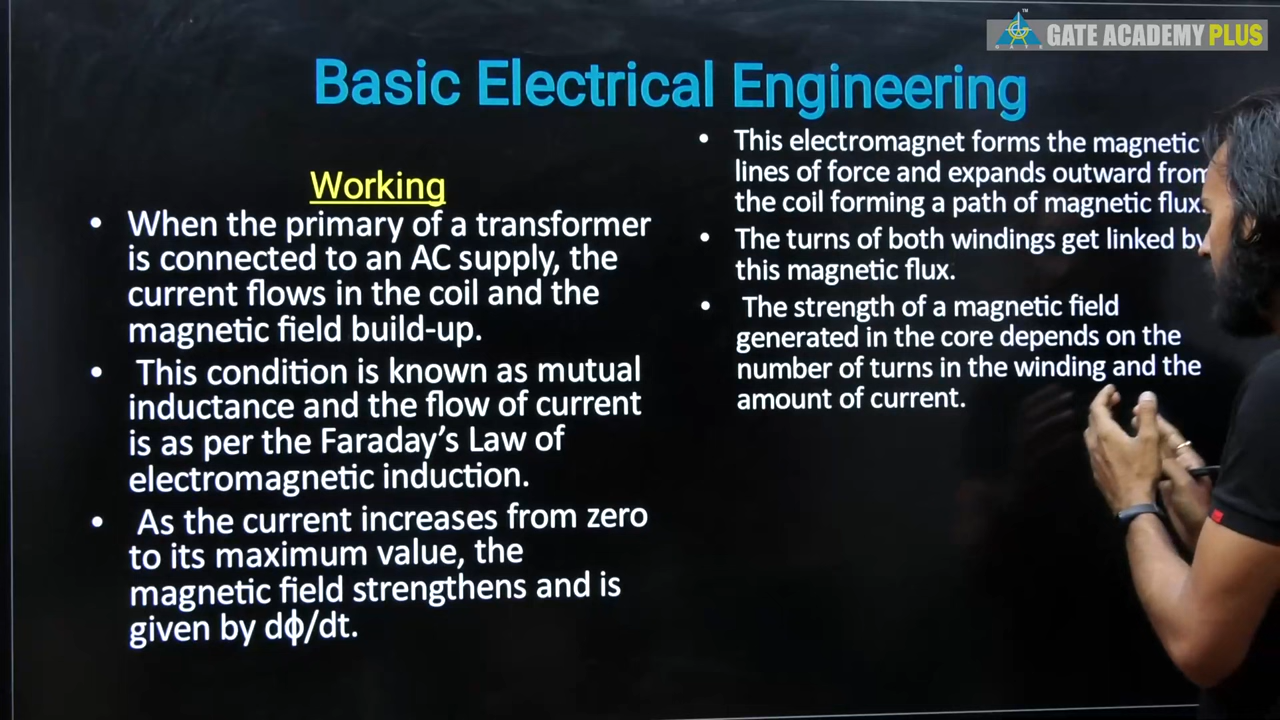 GATE ACADEMY PLUS
Basic Electrical Engineering
Working
• When the primary of a transformer
is connected to an AC supply, the
current flows in the coil and the
magnetic field build-up.
• This condition is known as mutual
inductance and the flow of current
is as per the Faraday's Law of
electromagnetic induction.
• As the current increases from zero
to its maximum value, the
magnetic field strengthens and is
given by dϕ/dt.
• This electromagnet forms the magnetic
lines of force and expands outward from
the coil forming a path of magnetic flux.
• The turns of both windings get linked by
this magnetic flux.
• The strength of a magnetic field
generated in the core depends on the
number of turns in the winding and the
amount of current.